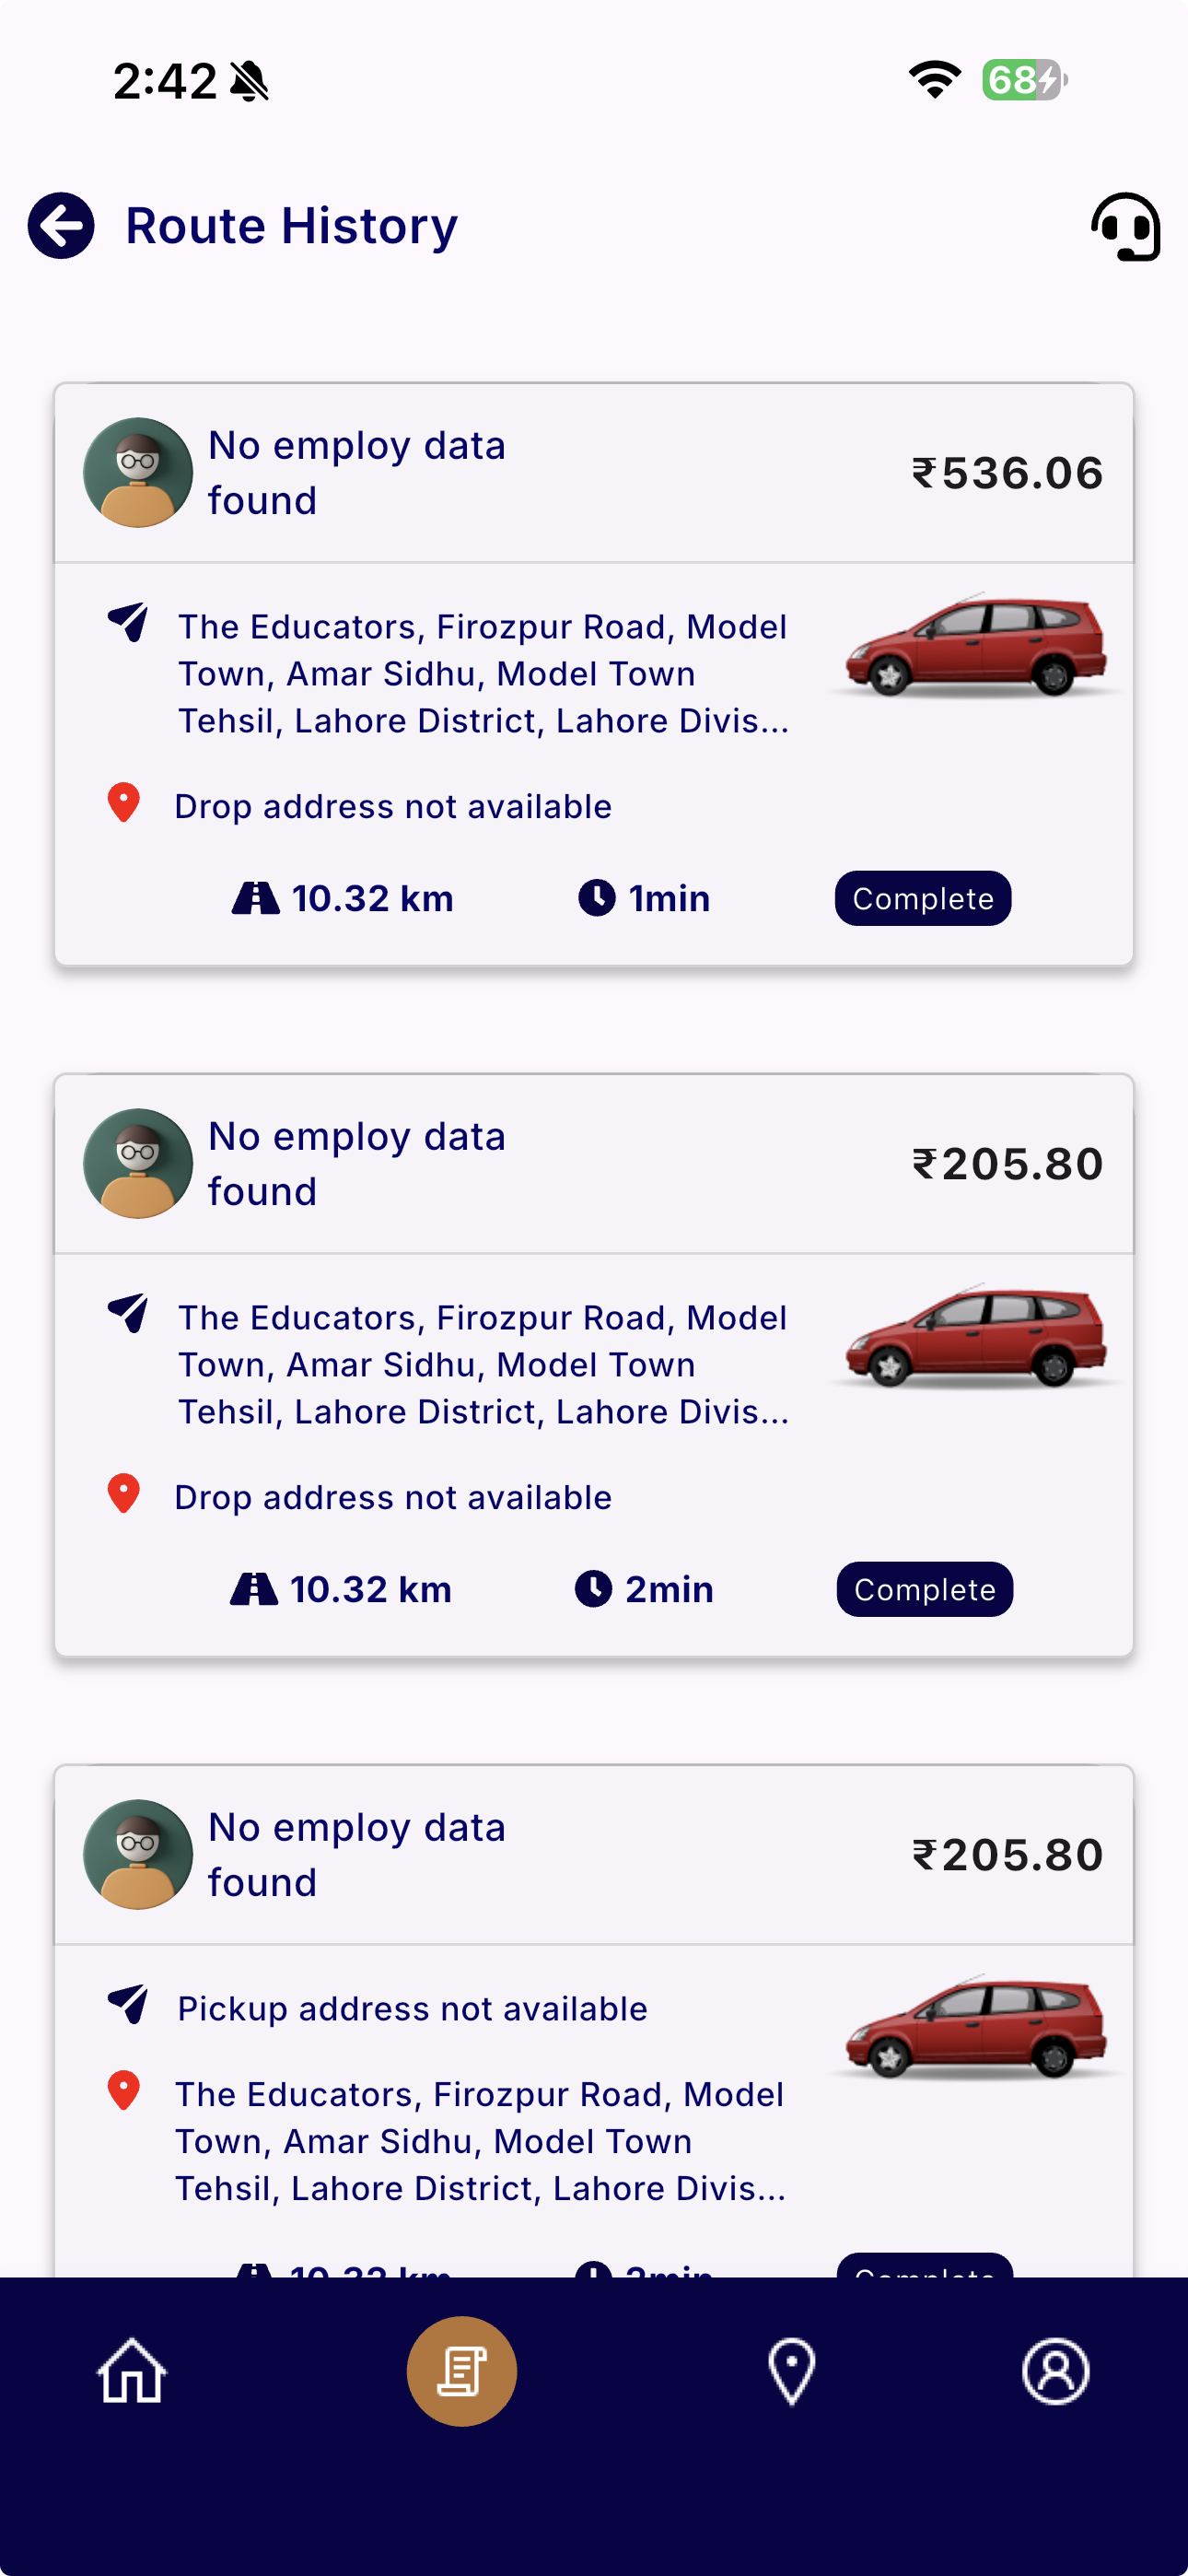 2:42
68
Route History
No employ data
found
₹536.06
The Educators, Firozpur Road, Model
Town, Amar Sidhu, Model Town
Tehsil, Lahore District, Lahore Divis...
Drop address not available
10.32 km
1min
Complete
No employ data
found
₹205.80
The Educators, Firozpur Road, Model
Town, Amar Sidhu, Model Town
Tehsil, Lahore District, Lahore Divis...
Drop address not available
10.32 km
2min
Complete
No employ data
found
₹205.80
Pickup address not available
The Educators, Firozpur Road, Model
Town, Amar Sidhu, Model Town
Tehsil, Lahore District, Lahore Divis...
10.32 km
Complete